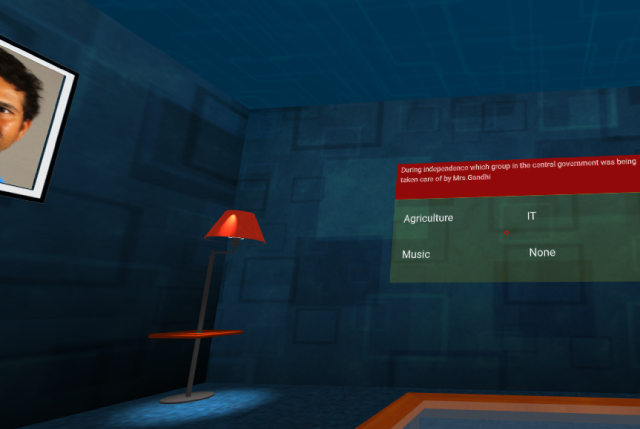 During independence which group in the central government was being
taken care of by Mrs.Gandhi
Agriculture
IT
Music
None